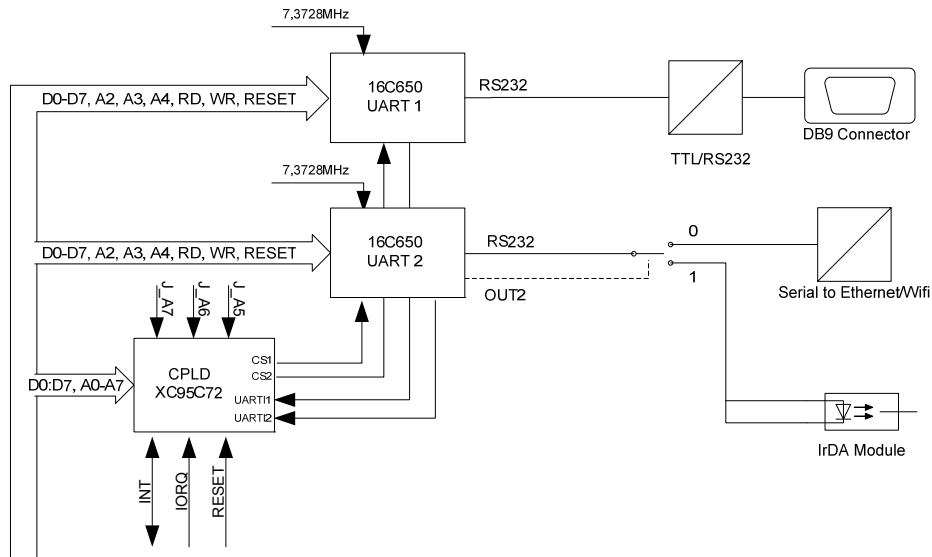 7,3728MHz
16C650
UART 1
D0-D7, A2, A3, A4, RD, WR, RESET
RS232
TTL/RS232
DB9 Connector
7,3728MHz
16C650
UART 2
D0-D7, A2, A3, A4, RD, WR, RESET
RS232
OUT2
0
1
Serial to Ethernet/Wifi
J_A7
J_A6
J_A5
CPLD
XC95C72
CS1
CS2
UARTI1
UARTI2
D0:D7, A0-A7
INT
IORQ
RESET
IrDA Module